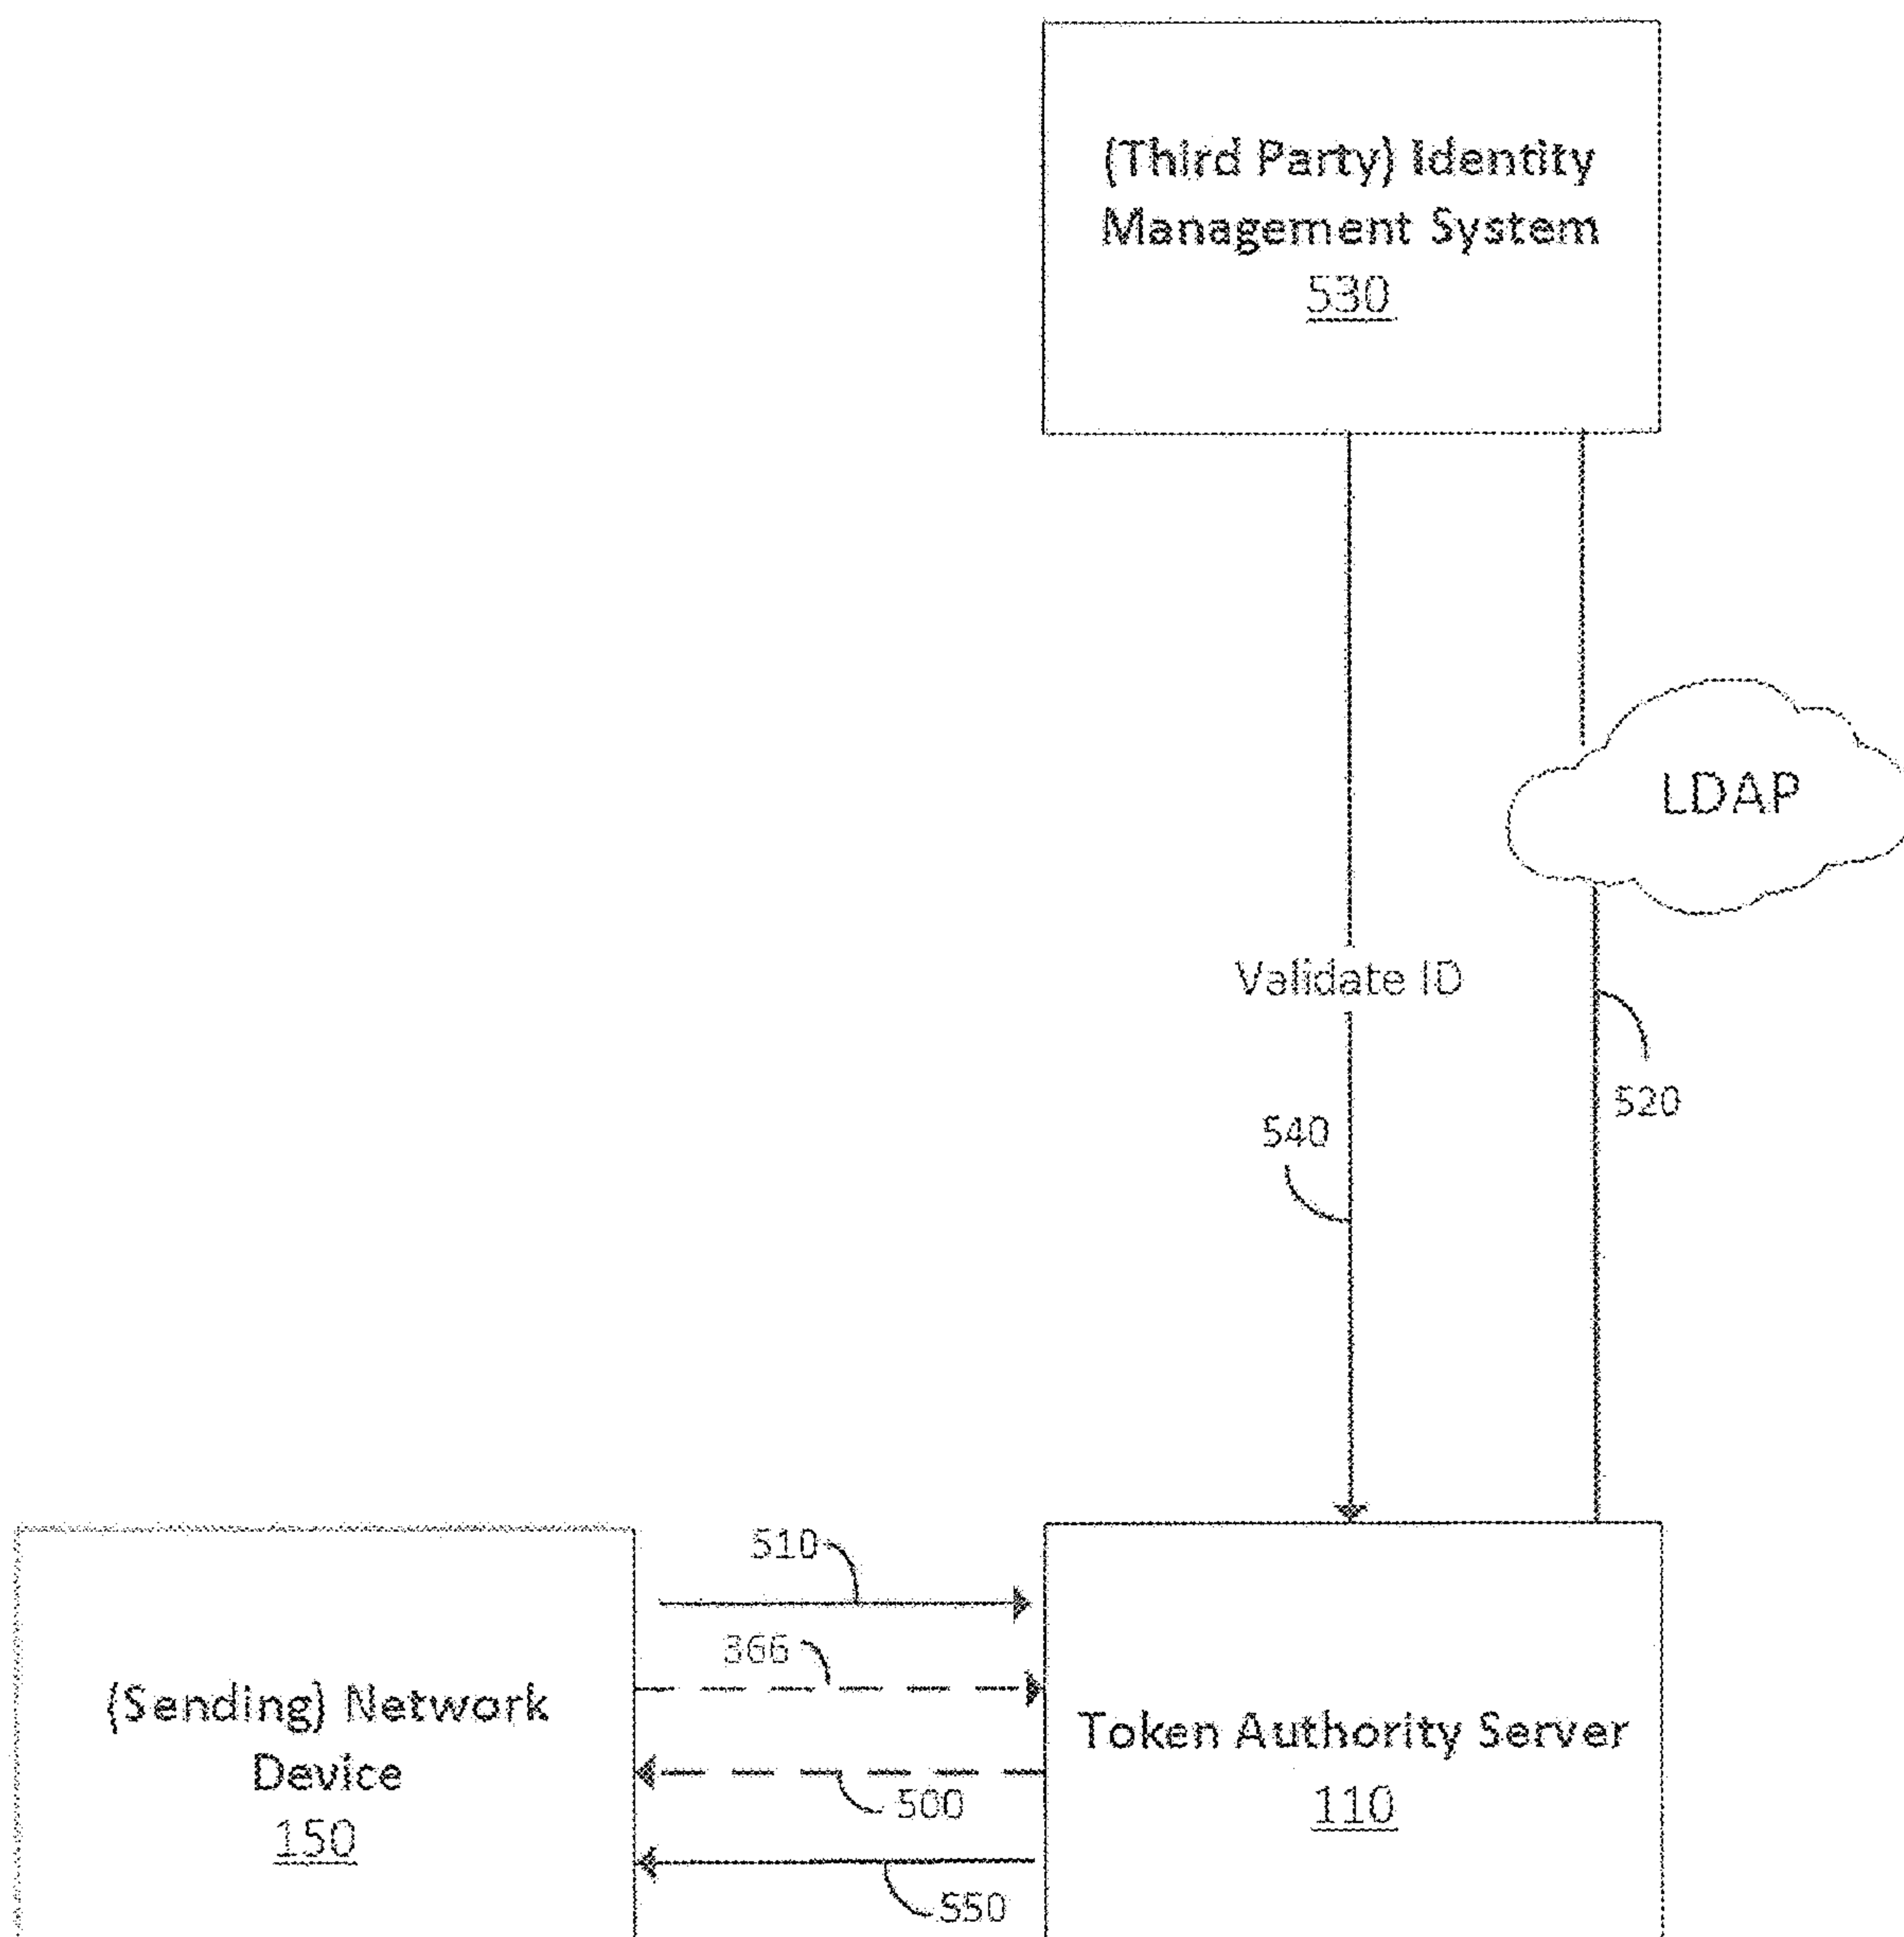 (Third Party) Identity
Management System
530
LDAP
Validate ID
520
540
510
366
(Sending) Network
Device
150
Token Authority Server
110
500
550